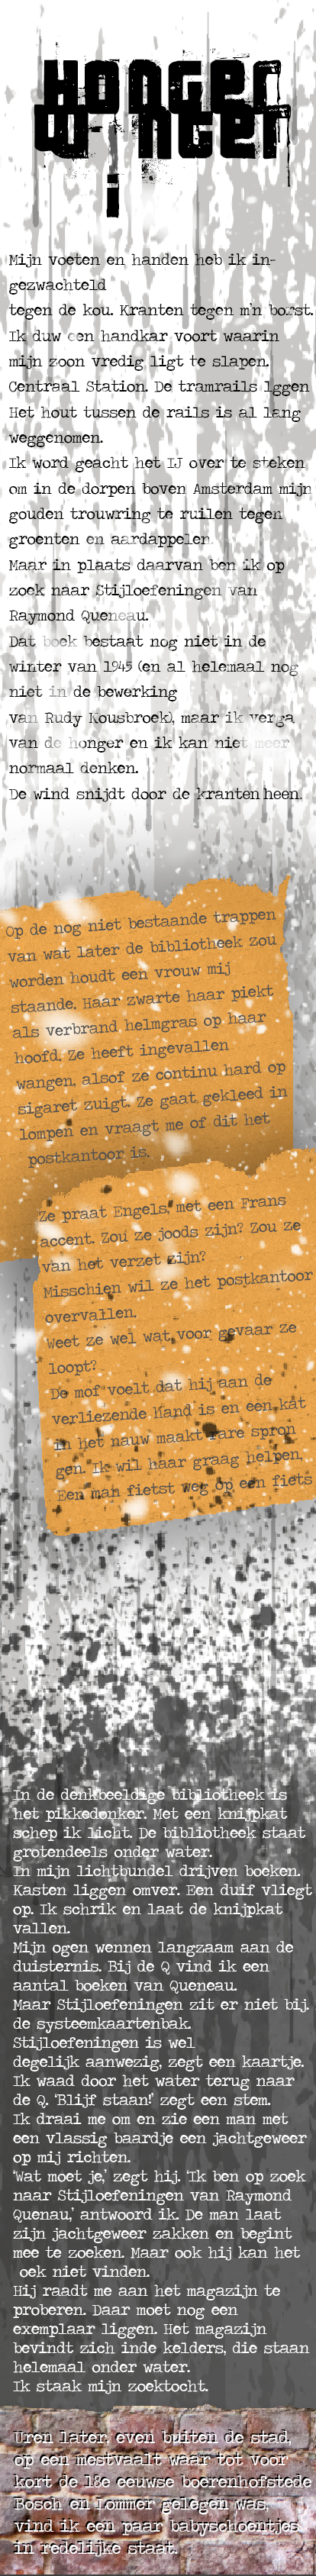 Honger
Winter
Mijn voeten en handen heb ik in-
gezwachteld
tegen de kou. Kranten tegen m'n borst.
Ik duw een handkar voort waarin
mijn zoon vredig ligt te slapen.
Centraal Station. De tramrails lggen
Het hout tussen de rails is al lang
weggenomen.
Ik word geacht het IJ over te steken
om in de dorpen boven Amsterdam mijn
gouden trouwring te ruilen tegen
groenten en aardappelen
Maar in plaats daarvan ben ik op
zoek naar Stijloefeningen van
Raymond Queneau.
Dat boek bestaat nog niet in de
winter van 1945 (en al helemaal nog
niet in de bewerking
van Rudy Kousbroek), maar ik verga
van de honger en ik kan niet meer
normaal denken.
De wind snijdt door de kranten heen.
Op de nog niet bestaande trappen
van wat later de bibliotheek zou
worden houdt een vrouw mij
staande. Haar zwarte haar piekt
als verbrand helmgras op haar
hoofd. Ze heeft ingevallen
wangen, alsof ze continu hard op
sigaret zuigt. Ze gaat gekleed in
lompen en vraagt me of dit het
postkantoor is.
Ze praat Engels, met een Frans
accent. Zou ze joods zijn? Zou ze
van het verzet zijn?
Misschien wil ze het postkantoor
overvallen.
Weet ze wel wat voor gevaar ze
loopt?
De mof voelt dat hij aan de
verliezende hand is en een kat
in het nauw maakt rare spron
gen. Ik wil haar graag helpen.
Een man fietst weg op een fiets
In de denkbeeldige bibliotheek is
het pikkedonker. Met een knijpkat
schep ik licht. De bibliotheek staat
grotendeels onder water.
In mijn lichtbundel drijven boeken.
Kasten liggen omver. Een duif vliegt
op. Ik schrik en laat de knijpkat
vallen.
Mijn ogen wennen langzaam aan de
duisternis. Bij de Q vind ik een
aantal boeken van Queneau.
Maar Stijloefeningen zit er niet bij.
de systeemkaartenbak.
Stijloefeningen is wel
degelijk aanwezig, zegt een kaartje.
Ik waad door het water terug naar
de Q. 'Blijf staan!' zegt een stem.
Ik draai me om en zie een man met
een vlassig baardje een jachtgeweer
op mij richten.
'Wat moet je,' zegt hij. 'Ik ben op zoek
naar Stijloefeningen van Raymond
Quenau,' antwoord ik. De man laat
zijn jachtgeweer zakken en begint
mee te zoeken. Maar ook hij kan het
oek niet vinden.
Hij raadt me aan het magazijn te
proberen. Daar moet nog een
exemplaar liggen. Het magazijn
bevindt zich inde kelders, die staan
helemaal onder water.
Ik staak mijn zoektocht.
Uren later, even buiten de stad,
op een mestvaalt waar tot voor
kort de 18e eeuwse boerenhofstede
Bosch en Lommer gelegen was,
vind ik een paar babyschoentjes
in redelijke staat.